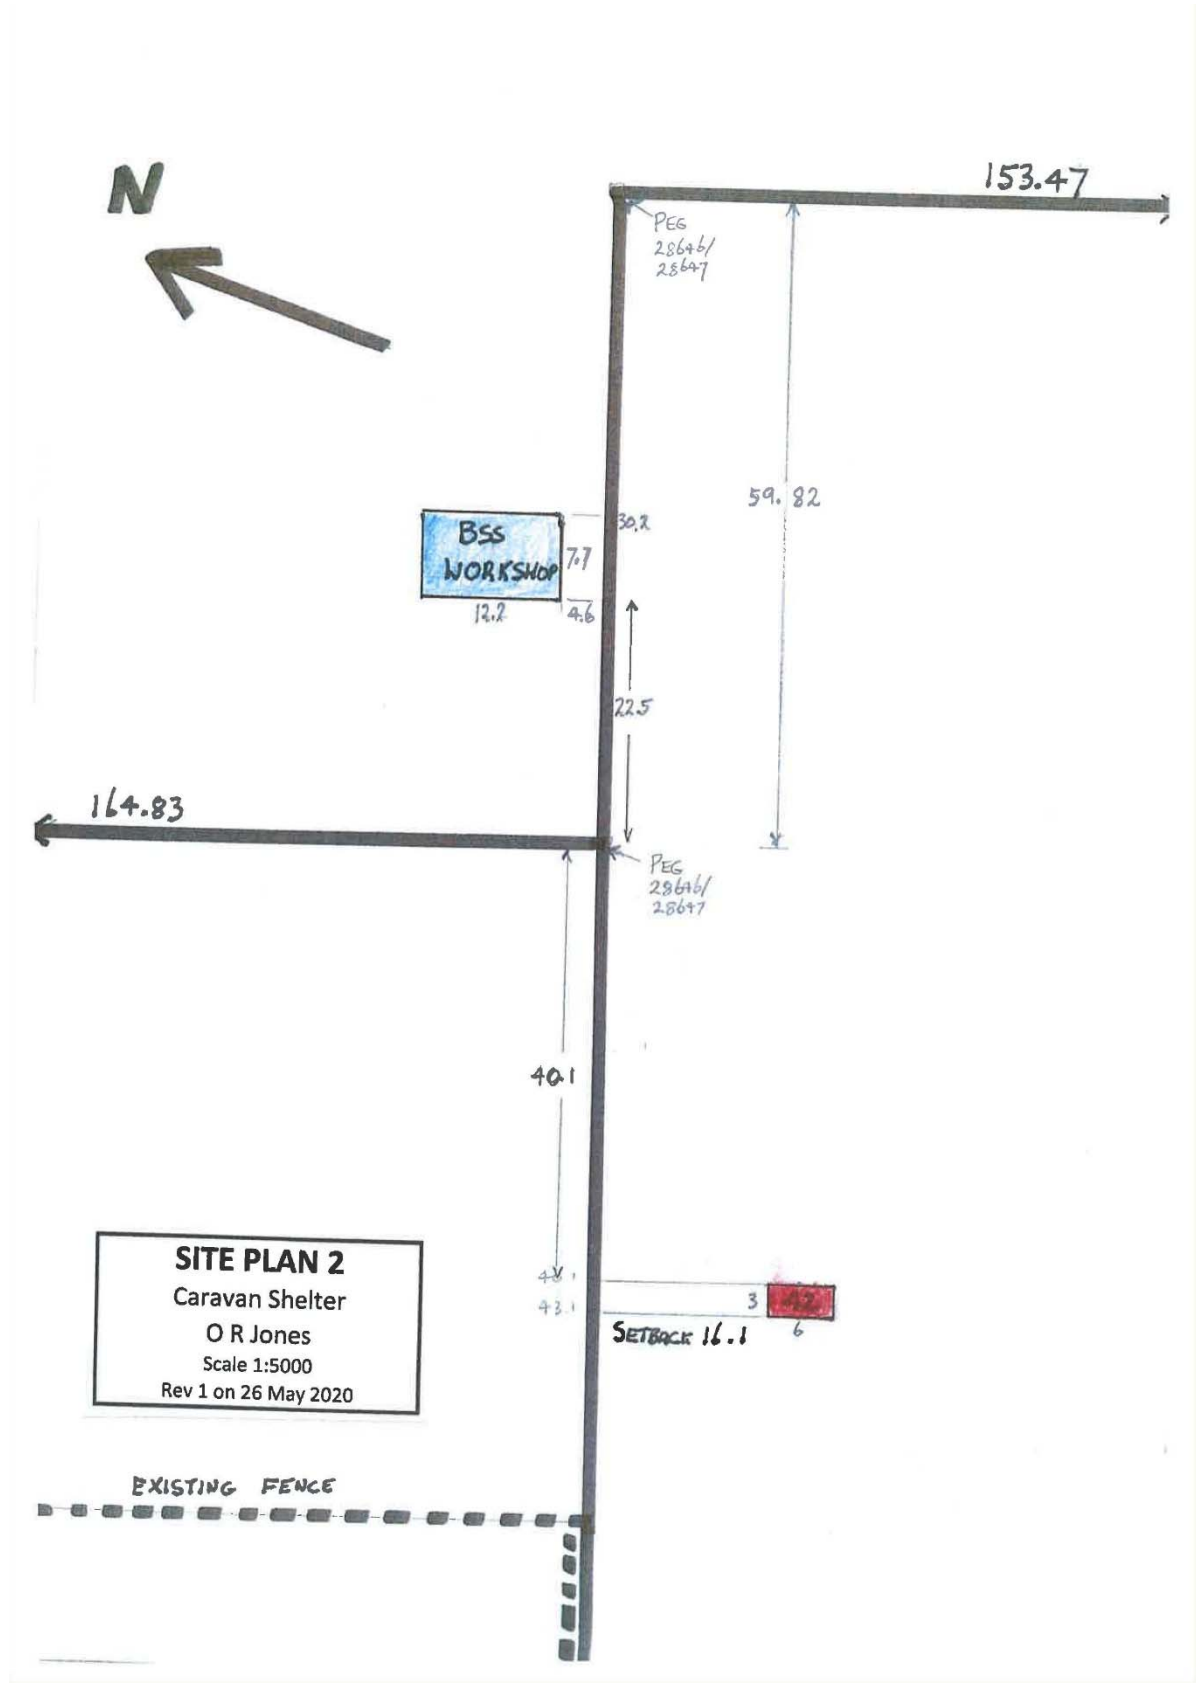 N
153.47
PEG
28646/
28647
59.82
BSS
WORKSHOP
30.2
7.7
12.2
4.6
22.5
164.83
PEG
28646/
28647
40.1
40.1
43.1
3
42
6
SETBACK 16.1
SITE PLAN 2
Caravan Shelter
O R Jones
Scale 1:5000
Rev 1 on 26 May 2020
EXISTING FENCE